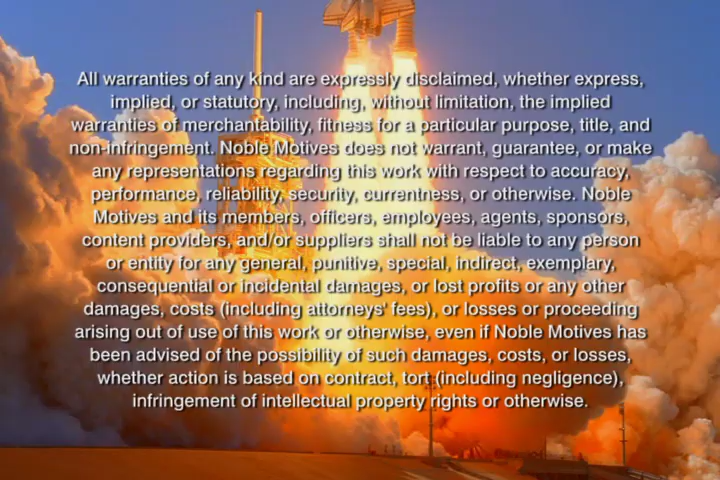 All warranties of any kind are expressly disclaimed, whether express,
implied, or statutory, including, without limitation, the implied
warranties of merchantability, fitness for a particular purpose, title, and
non-infringement. Noble Motives does not warrant, guarantee, or make
any representations regarding this work with respect to accuracy,
performance, reliability, security, currentness, or otherwise. Noble
Motives and its members, officers, employees, agents, sponsors,
content providers, and/or suppliers shall not be liable to any person
or entity for any general, punitive, special, indirect, exemplary,
consequential or incidental damages, or lost profits or any other
damages, costs (including attorneys' fees), or losses or proceeding
arising out of use of this work or otherwise, even if Noble Motives has
been advised of the possibility of such damages, costs, or losses,
whether action is based on contract, tort (including negligence),
infringement of intellectual property rights or otherwise.